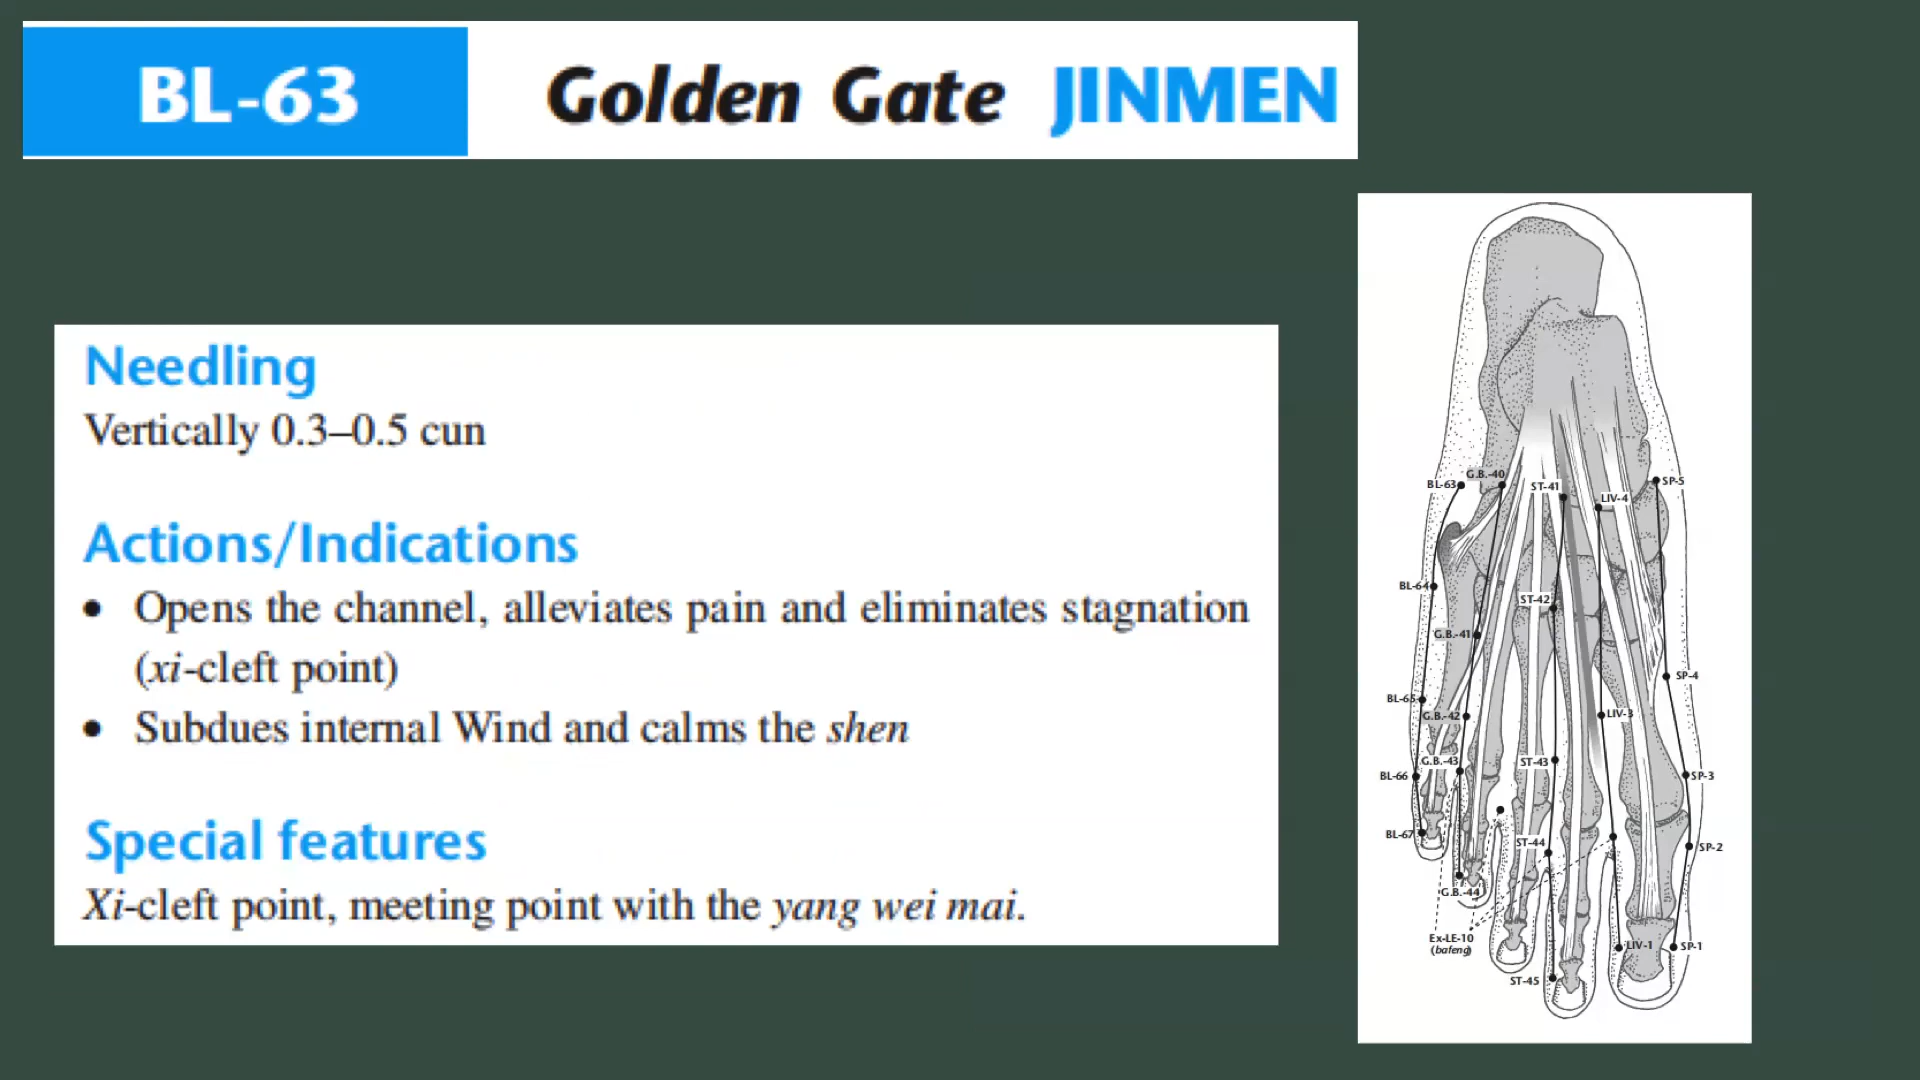 BL-63 Golden Gate JINMEN
Needling
Vertically 0.3–0.5 cun
Actions/Indications
• Opens the channel, alleviates pain and eliminates stagnation
(xi-cleft point)
• Subdues internal Wind and calms the shen
Special features
Xi-cleft point, meeting point with the yang wei mai.
G.B.-40
BL-63
ST-41
LIV-4
SP-5
BL-64
ST-42
G.B.-41
SP-4
BL-65
G.B.-42
LIV-3
G.B.-43
ST-43
BL-66
SP-3
BL-67
ST-44
SP-2
G.B.-44
Ex-LE-10
(bafeng)
LIV-1
SP-1
ST-45